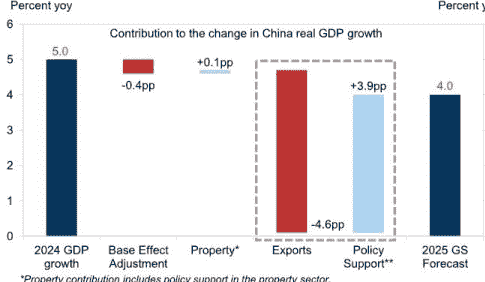 Percent yoy
Percent y
Contribution to the change in China real GDP growth
6
5
4
3
2
1
0
5.0
-0.4pp
+0.1pp
-4.6pp
+3.9pp
4.0
2024 GDP
growth
Base Effect
Adjustment
Property*
Exports
Policy
Support**
2025 GS
Forecast
*Property contribution includes policy support in the property sector.